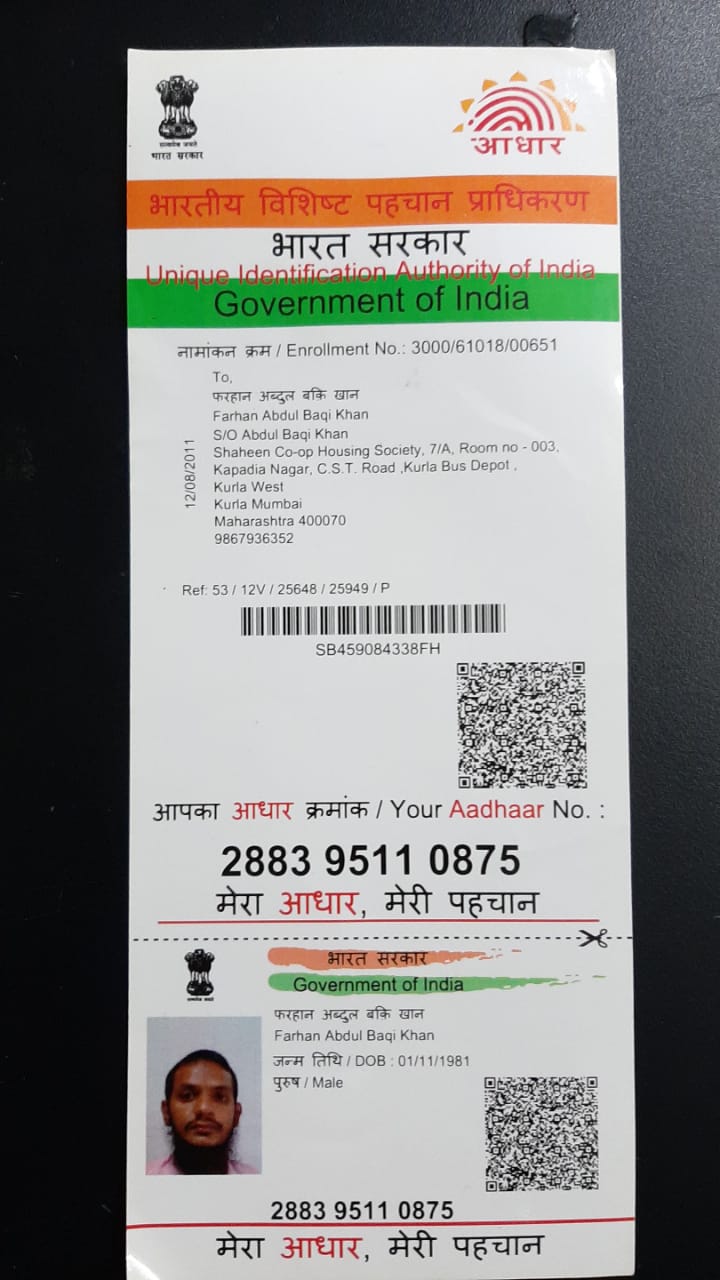 सत्यमेव जयते
भारत सरकार
आधार
भारतीय विशिष्ट पहचान प्राधिकरण
भारत सरकार
Unique Identification Authority of India
Government of India
नामांकन क्रम / Enrollment No.: 3000/61018/00651
To,
फरहान अब्दुल बकि खान
Farhan Abdul Baqi Khan
S/O Abdul Baqi Khan
Shaheen Co-op Housing Society, 7/A, Room no - 003,
Kapadia Nagar, C.S.T. Road ,Kurla Bus Depot ,
Kurla West
Kurla Mumbai
Maharashtra 400070
9867936352
12/08/2011
Ref: 53 / 12V / 25648 / 25949 / P
SB459084338FH
आपका आधार क्रमांक / Your Aadhaar No. :
2883 9511 0875
मेरा आधार, मेरी पहचान
भारत सरकार
Government of India
फरहान अब्दुल बकि खान
Farhan Abdul Baqi Khan
जन्म तिथि / DOB : 01/11/1981
पुरुष / Male
2883 9511 0875
मेरा आधार, मेरी पहचान